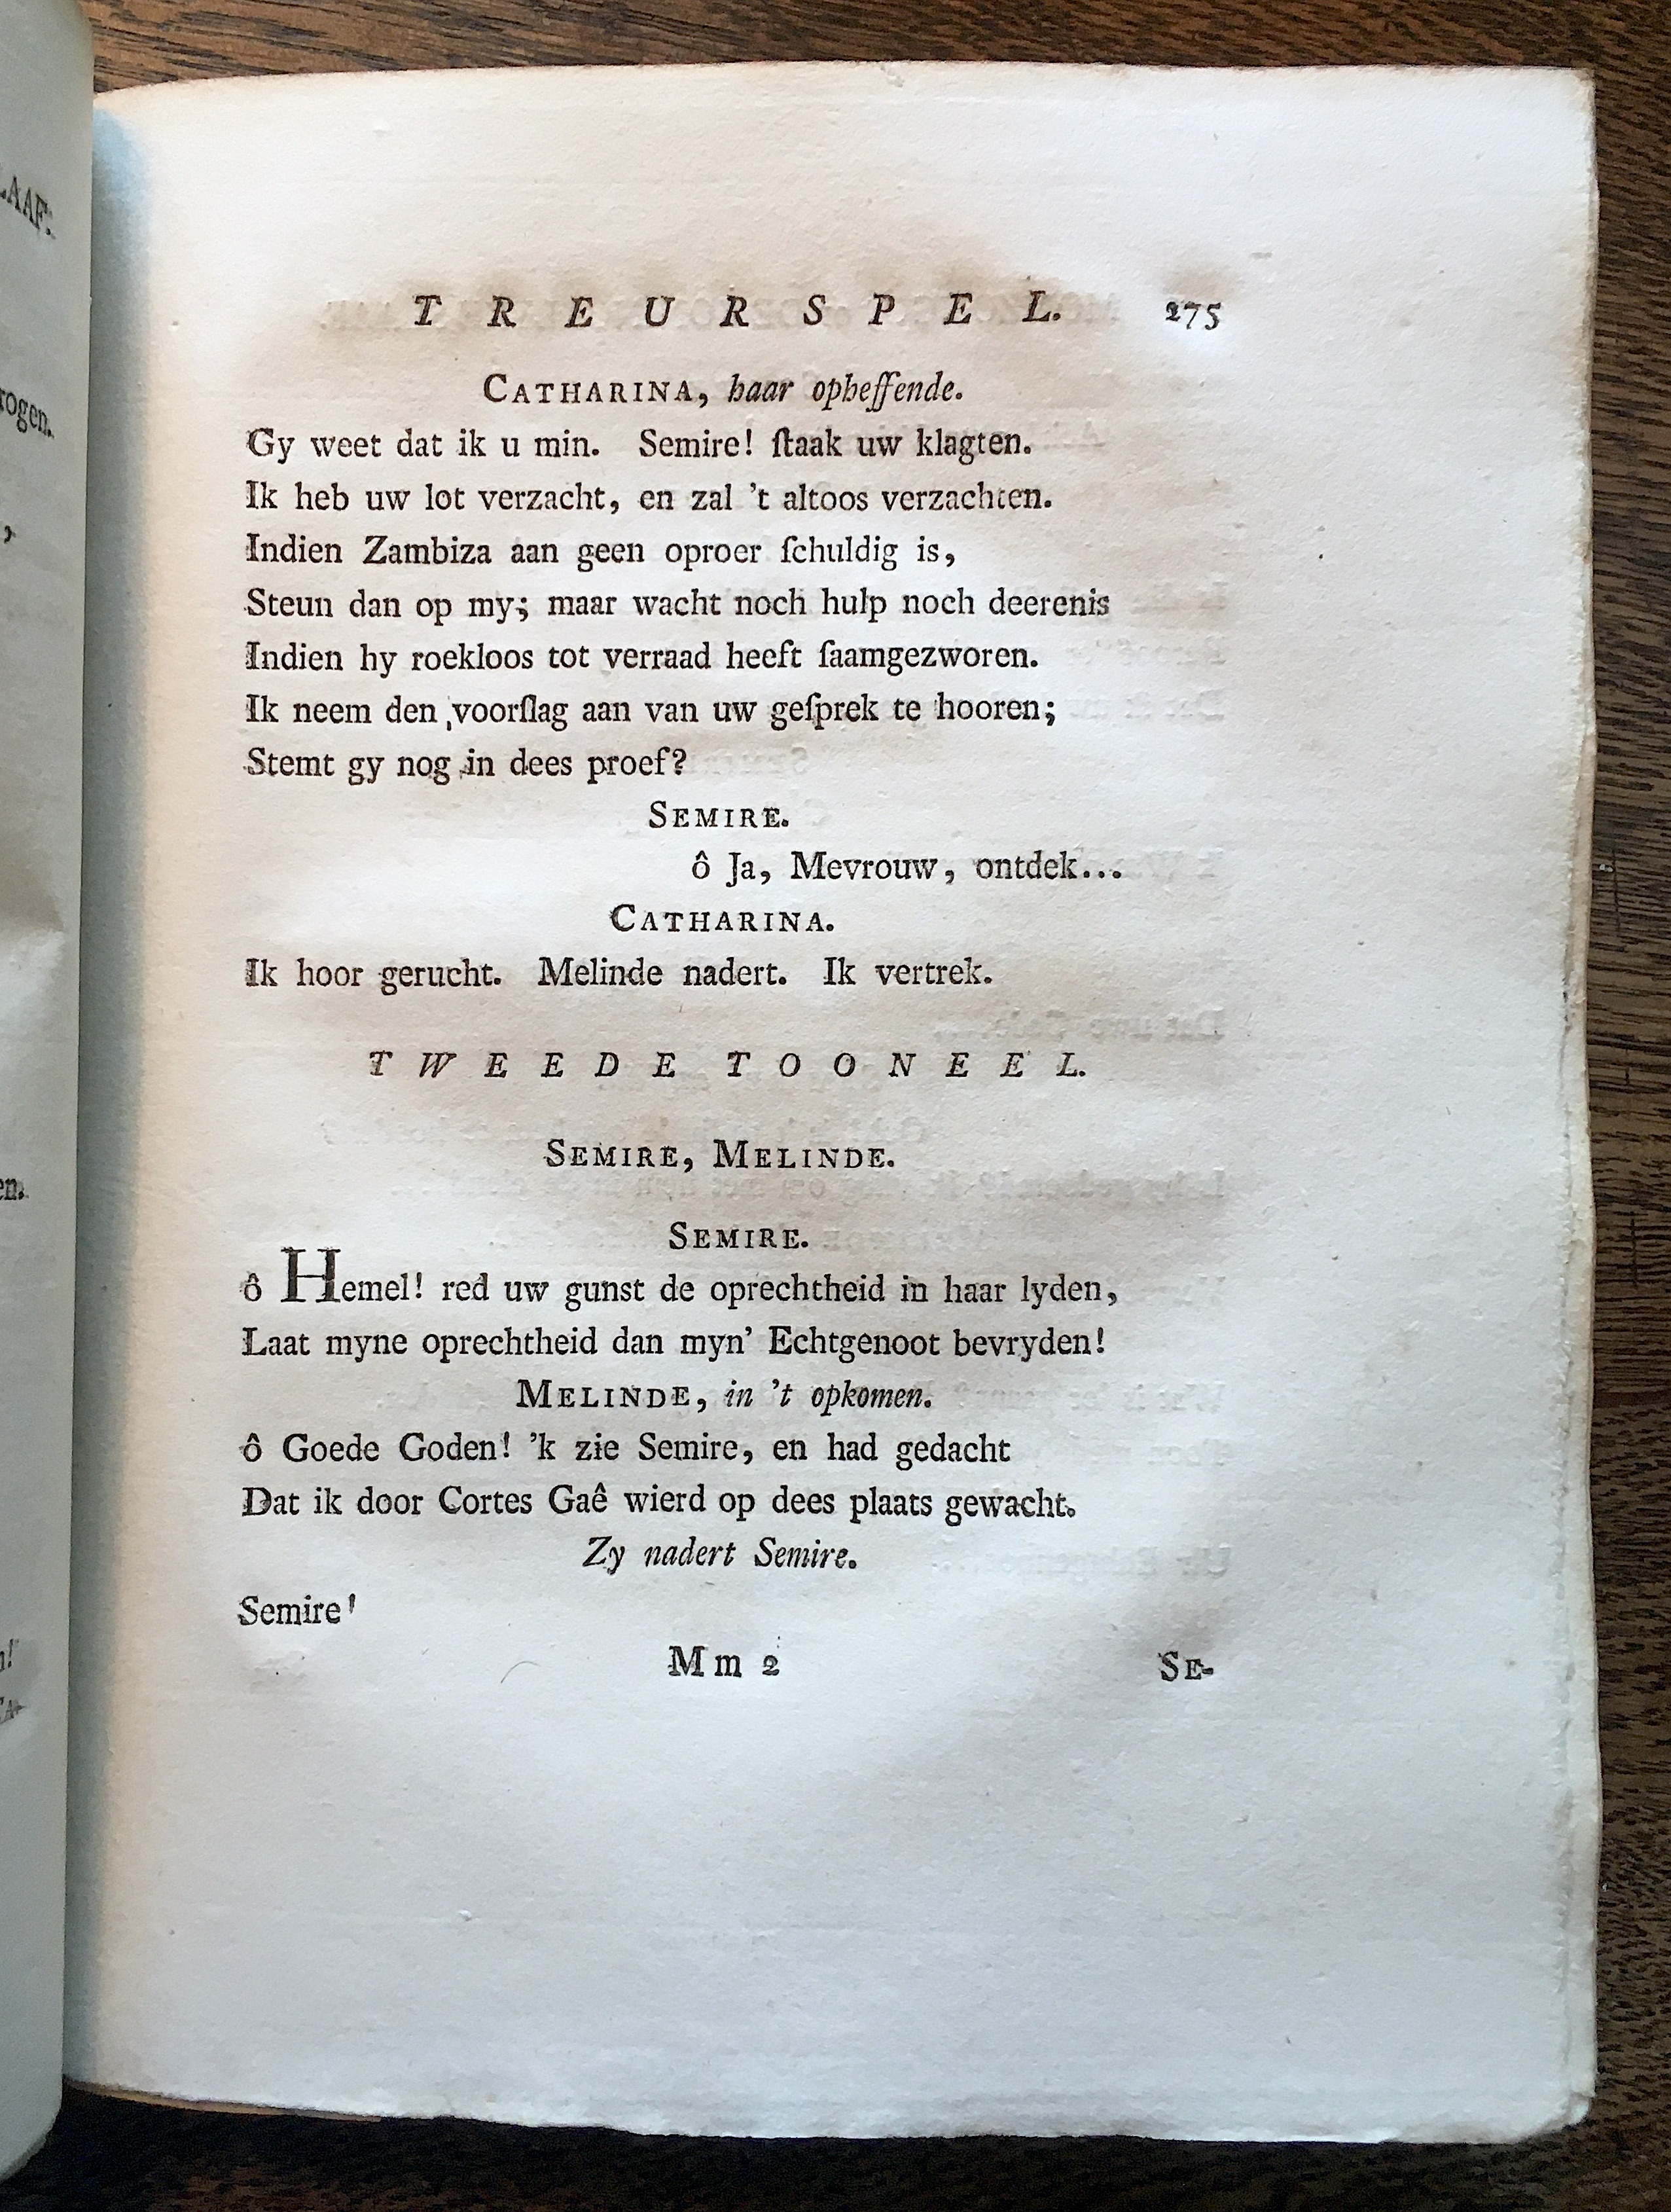 LAAF.
rogen.
,
en.
n!
TREURSPEL. 275
CATHARINA, haar opheffende.
Gy weet dat ik u min. Semire! ſtaak uw klagten.
Ik heb uw lot verzacht, en zal 't altoos verzachten.
Indien Zambiza aan geen oproer ſchuldig is,
Steun dan op my; maar wacht noch hulp noch deerenis
Indien hy roekloos tot verraad heeft ſaamgezworen.
Ik neem den voorſlag aan van uw geſprek te hooren;
Stemt gy nog in dees proef?
SEMIRE.
ô Ja, Mevrouw, ontdek...
CATHARINA.
Ik hoor gerucht. Melinde nadert. Ik vertrek.
TWEEDE TOONEEL.
SEMIRE, MELINDE.
SEMIRE.
ô Hemel! red uw gunst de oprechtheid in haar lyden,
Laat myne oprechtheid dan myn' Echtgenoot bevryden!
MELINDE, in 't opkomen.
ô Goede Goden! 'k zie Semire, en had gedacht
Dat ik door Cortes Gaê wierd op dees plaats gewacht.
Zy nadert Semire.
Semire!
Mm 2 SE-